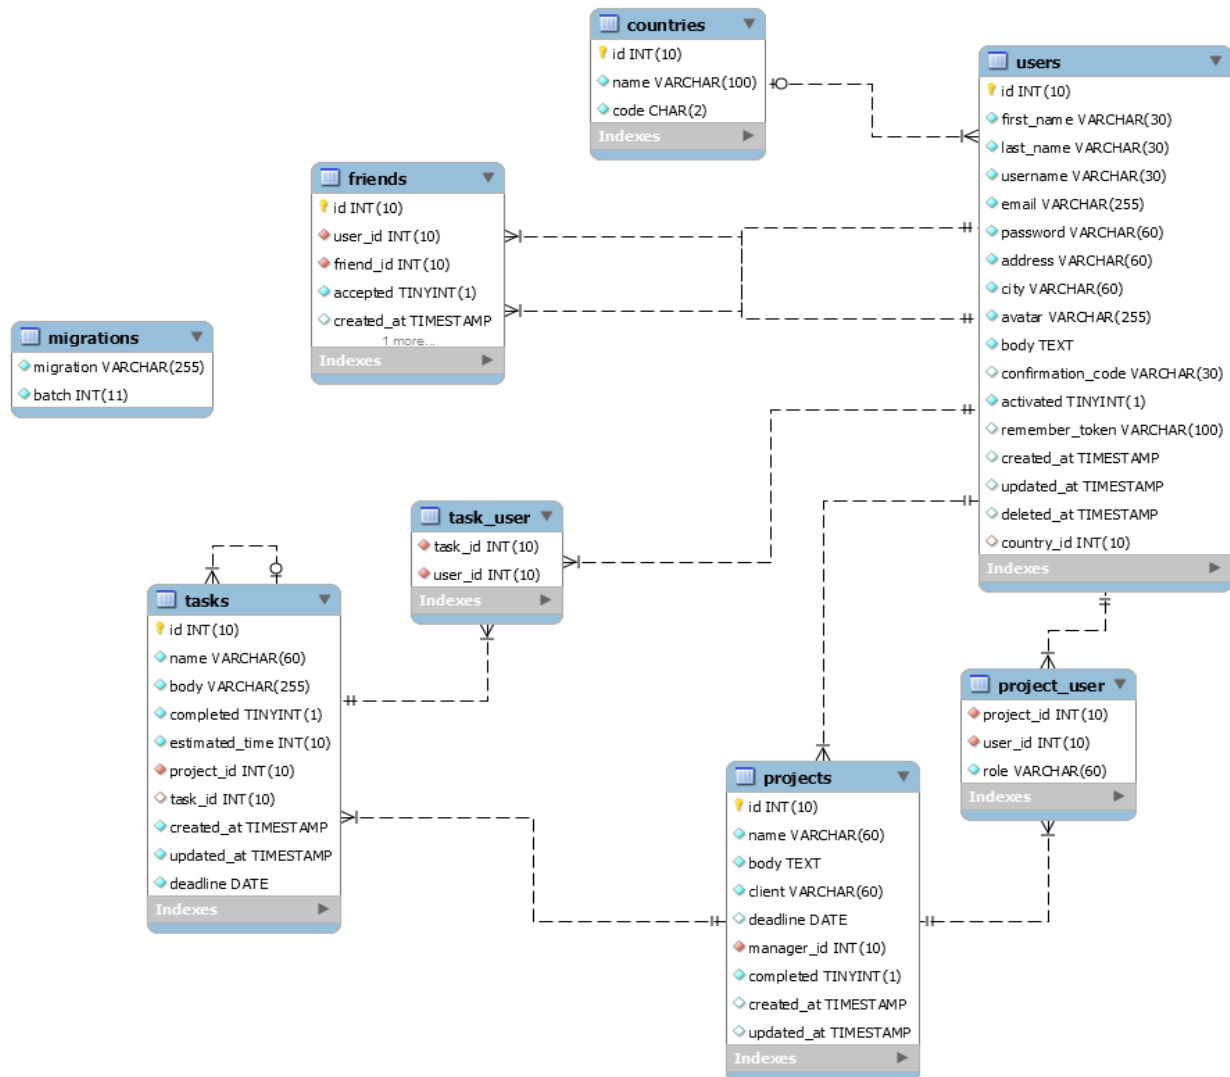 countries
id INT(10)
name VARCHAR(100)
code CHAR(2)
Indexes
users
id INT(10)
first_name VARCHAR(30)
last_name VARCHAR(30)
username VARCHAR(30)
email VARCHAR(255)
password VARCHAR(60)
address VARCHAR(60)
city VARCHAR(60)
avatar VARCHAR(255)
body TEXT
confirmation_code VARCHAR(30)
activated TINYINT(1)
remember_token VARCHAR(100)
created_at TIMESTAMP
updated_at TIMESTAMP
deleted_at TIMESTAMP
country_id INT(10)
Indexes
friends
id INT(10)
user_id INT(10)
friend_id INT(10)
accepted TINYINT(1)
created_at TIMESTAMP
1 more...
Indexes
migrations
migration VARCHAR(255)
batch INT(11)
task_user
task_id INT(10)
user_id INT(10)
Indexes
tasks
id INT(10)
name VARCHAR(60)
body VARCHAR(255)
completed TINYINT(1)
estimated_time INT(10)
project_id INT(10)
task_id INT(10)
created_at TIMESTAMP
updated_at TIMESTAMP
deadline DATE
Indexes
project_user
project_id INT(10)
user_id INT(10)
role VARCHAR(60)
Indexes
projects
id INT(10)
name VARCHAR(60)
body TEXT
client VARCHAR(60)
deadline DATE
manager_id INT(10)
completed TINYINT(1)
created_at TIMESTAMP
updated_at TIMESTAMP
Indexes